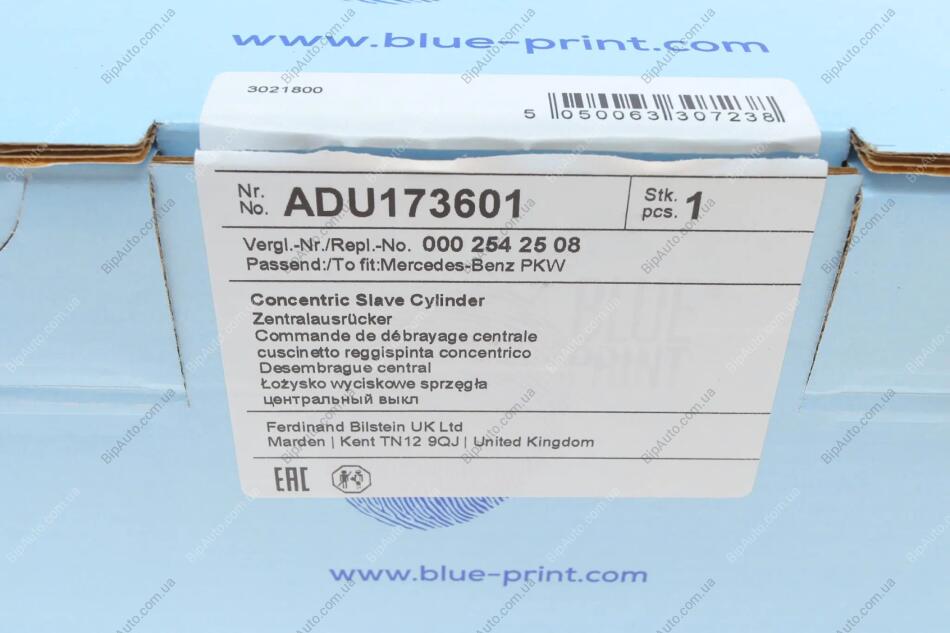 www.blue-print.com
3021800
5 050063 307238
Nr. No. ADU173601 Stk. pcs. 1
Vergl.-Nr./Repl.-No. 000 254 25 08
Passend:/To fit:Mercedes-Benz PKW
Concentric Slave Cylinder
Zentralausrücker
Commande de débrayage centrale
cuscinetto reggispinta concentrico
Desembrague central
Łożysko wyciskowe sprzęgła
центральный выкл
Ferdinand Bilstein UK Ltd
Marden | Kent TN12 9QJ | United Kingdom
EAC
www.blue-print.com
BipAuto.com.ua